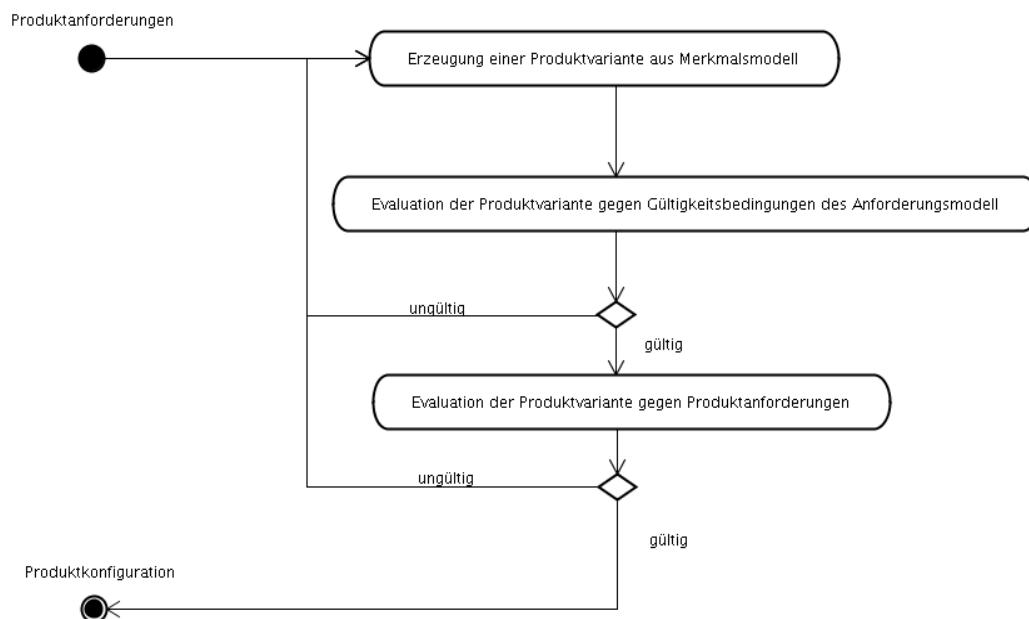 Produktanforderungen
Erzeugung einer Produktvariante aus Merkmalsmodell
Evaluation der Produktvariante gegen Gültigkeitsbedingungen des Anforderungsmodell
ungültig
gültig
Evaluation der Produktvariante gegen Produktanforderungen
ungültig
gültig
Produktkonfiguration